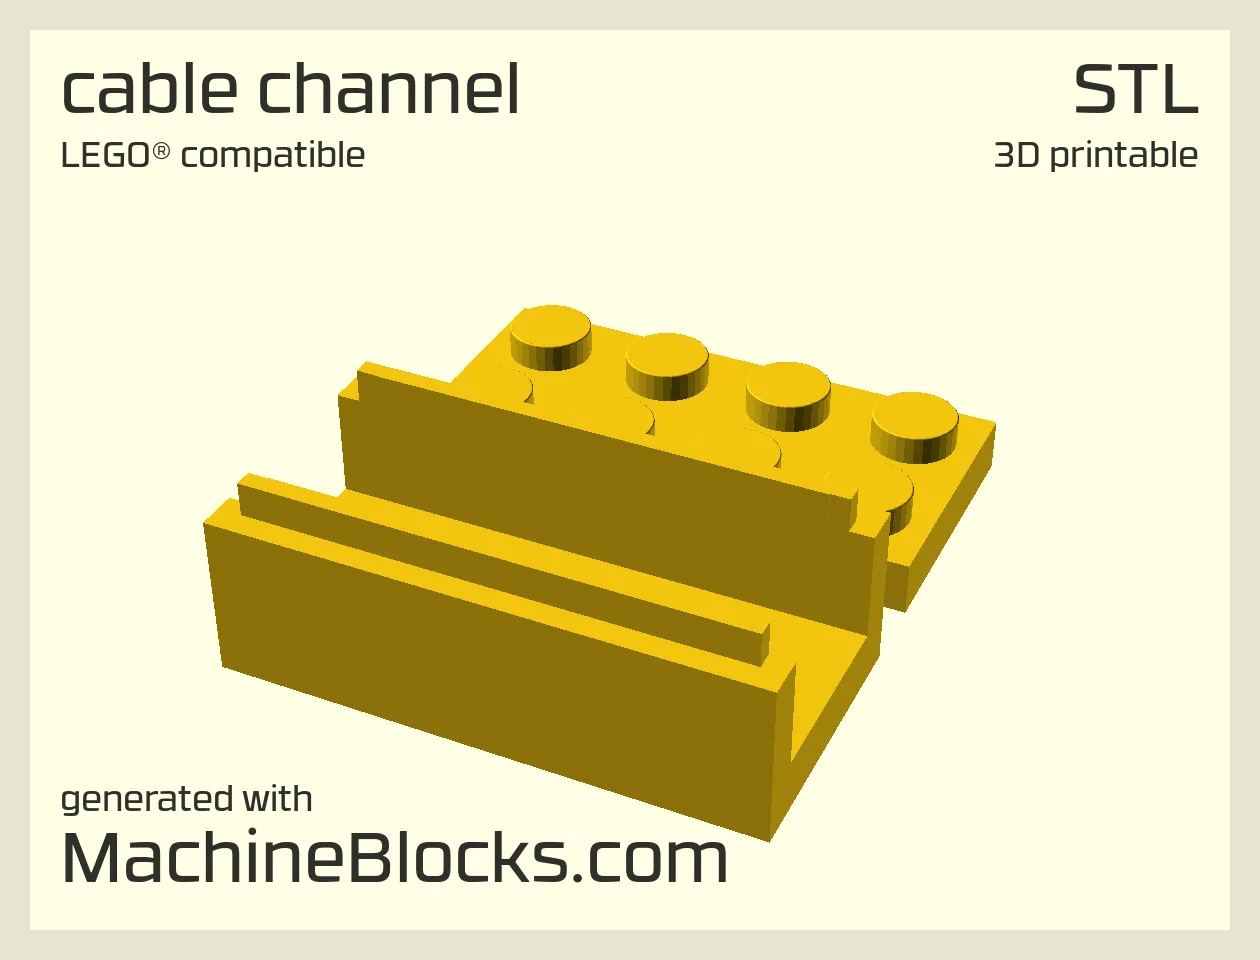 cable channel
STL
LEGO® compatible
3D printable
generated with
MachineBlocks.com